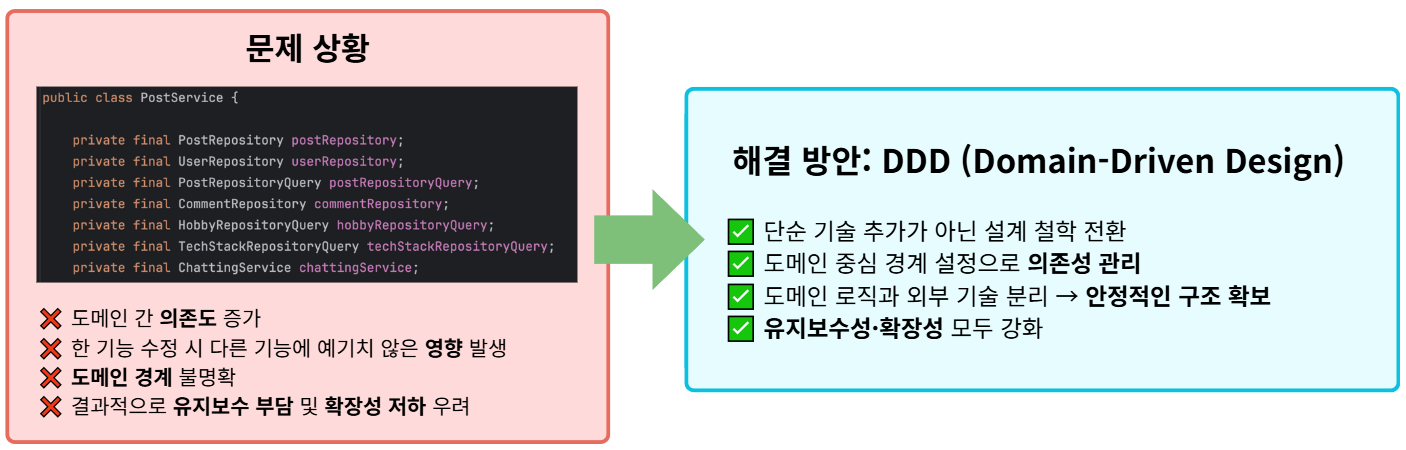 문제 상황
public class PostService {
private final PostRepository postRepository;
private final UserRepository userRepository;
private final PostRepositoryQuery postRepositoryQuery;
private final CommentRepository commentRepository;
private final HobbyRepositoryQuery hobbyRepositoryQuery;
private final TechStackRepositoryQuery techStackRepositoryQuery;
private final ChattingService chattingService;
❌ 도메인 간 의존도 증가
❌ 한 기능 수정 시 다른 기능에 예기치 않은 영향 발생
❌ 도메인 경계 불명확
❌ 결과적으로 유지보수 부담 및 확장성 저하 우려
해결 방안: DDD (Domain-Driven Design)
✅ 단순 기술 추가가 아닌 설계 철학 전환
✅ 도메인 중심 경계 설정으로 의존성 관리
✅ 도메인 로직과 외부 기술 분리 → 안정적인 구조 확보
✅ 유지보수성·확장성 모두 강화